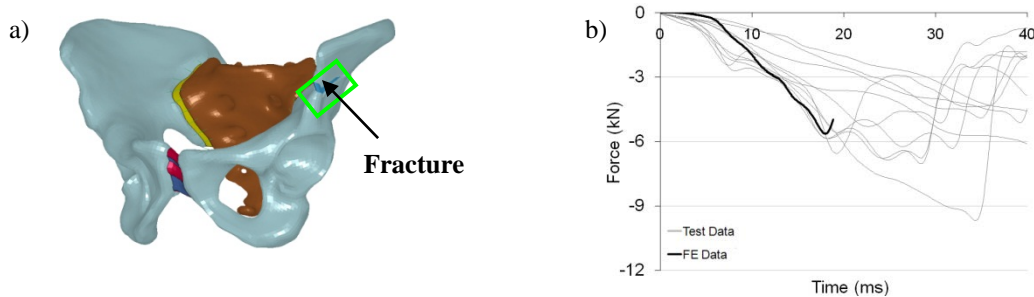 a)
Fracture
b)
0
0 10 20 30 40
-3
-6
-9
-12
Force (kN)
Test Data
FE Data
Time (ms)